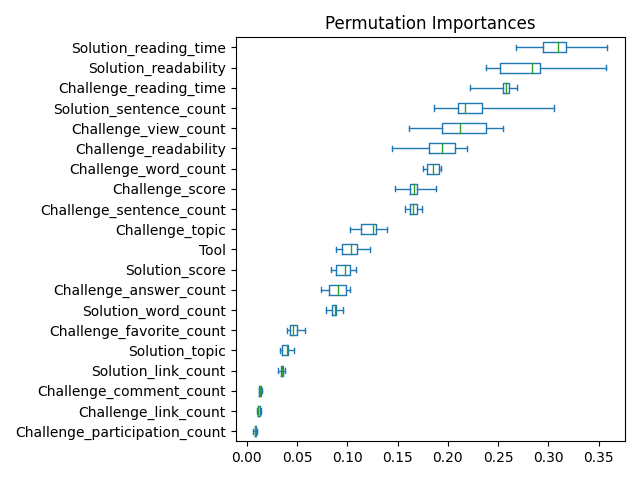 Permutation Importances
Solution_reading_time
Solution_readability
Challenge_reading_time
Solution_sentence_count
Challenge_view_count
Challenge_readability
Challenge_word_count
Challenge_score
Challenge_sentence_count
Challenge_topic
Tool
Solution_score
Challenge_answer_count
Solution_word_count
Challenge_favorite_count
Solution_topic
Solution_link_count
Challenge_comment_count
Challenge_link_count
Challenge_participation_count
0.00 0.05 0.10 0.15 0.20 0.25 0.30 0.35